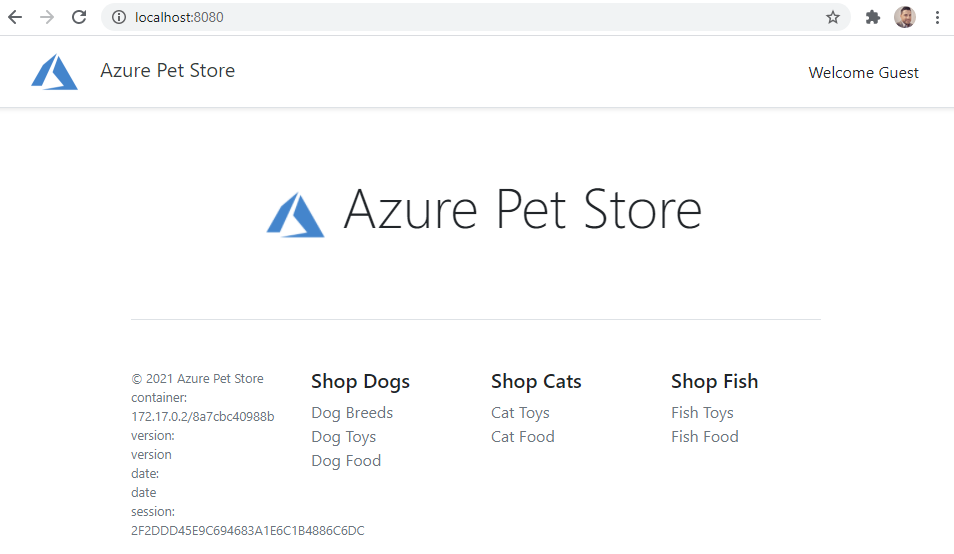 localhost:8080
Azure Pet Store
Welcome Guest
Azure Pet Store
© 2021 Azure Pet Store
container:
172.17.0.2/8a7cbc40988b
version:
version
date:
date
session:
2F2DDD45E9C694683A1E6C1B4886C6DC
Shop Dogs
Dog Breeds
Dog Toys
Dog Food
Shop Cats
Cat Toys
Cat Food
Shop Fish
Fish Toys
Fish Food